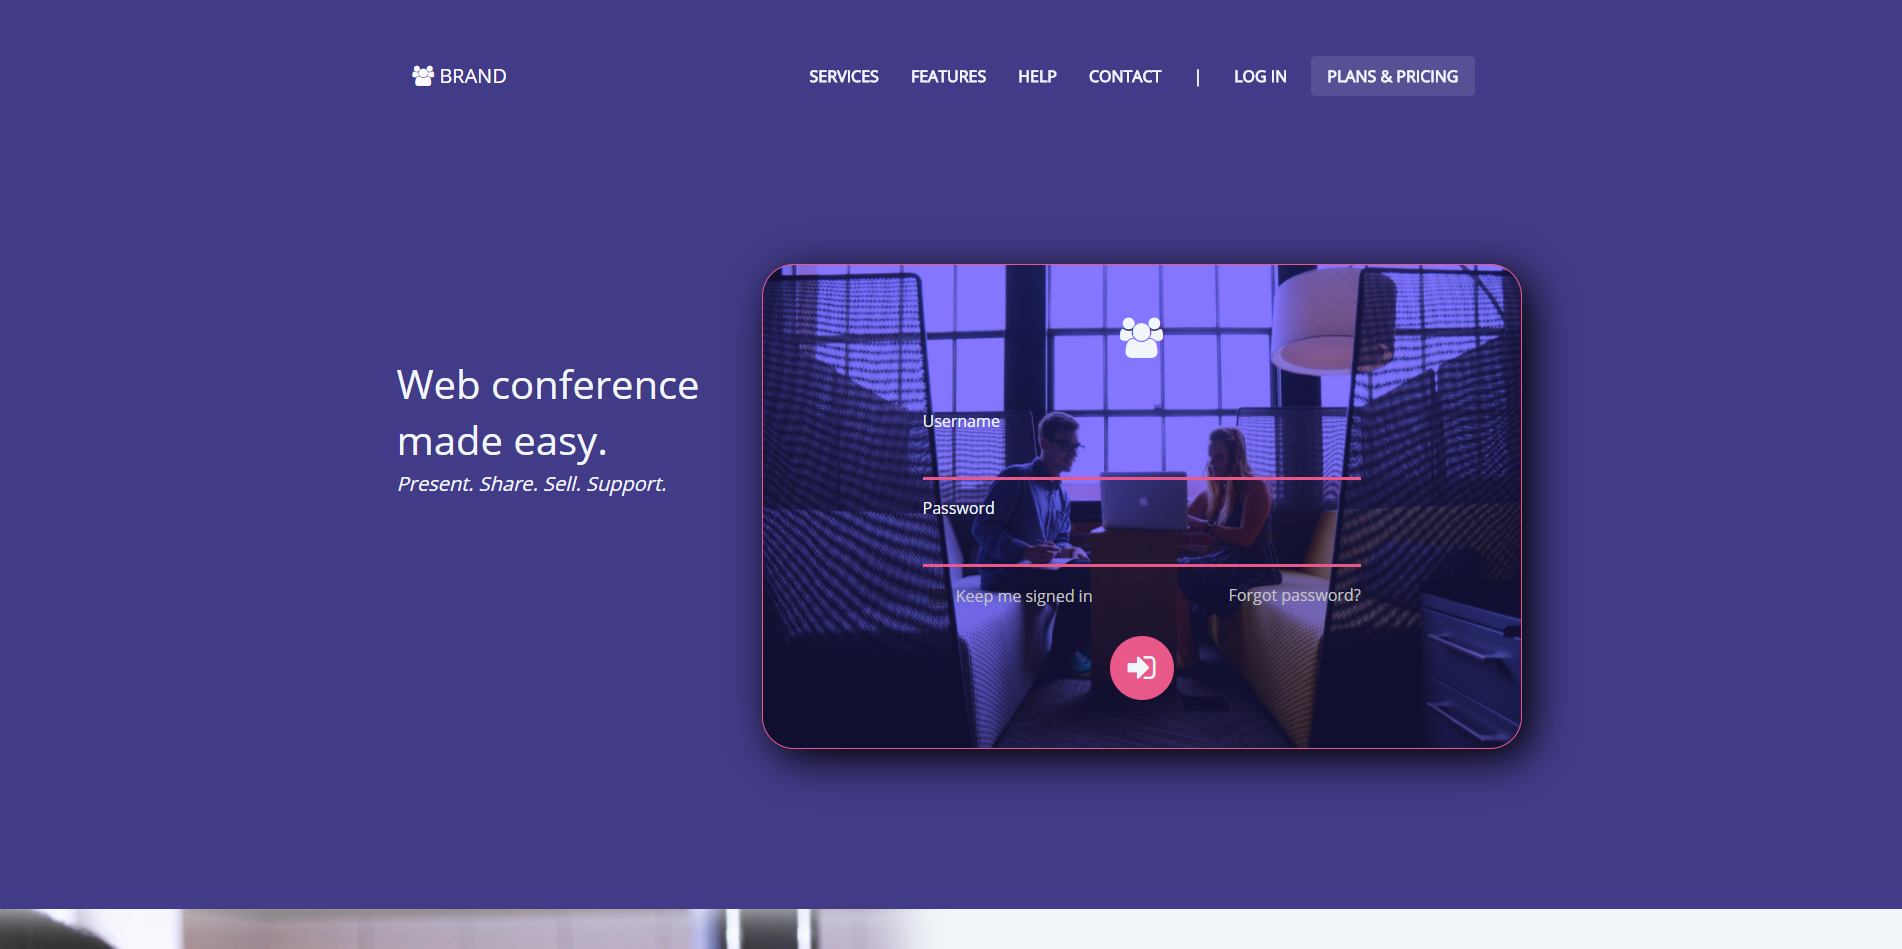 BRAND
SERVICES FEATURES HELP CONTACT | LOG IN PLANS & PRICING
Web conference
made easy.
Present. Share. Sell. Support.
Username
Password
Keep me signed in Forgot password?